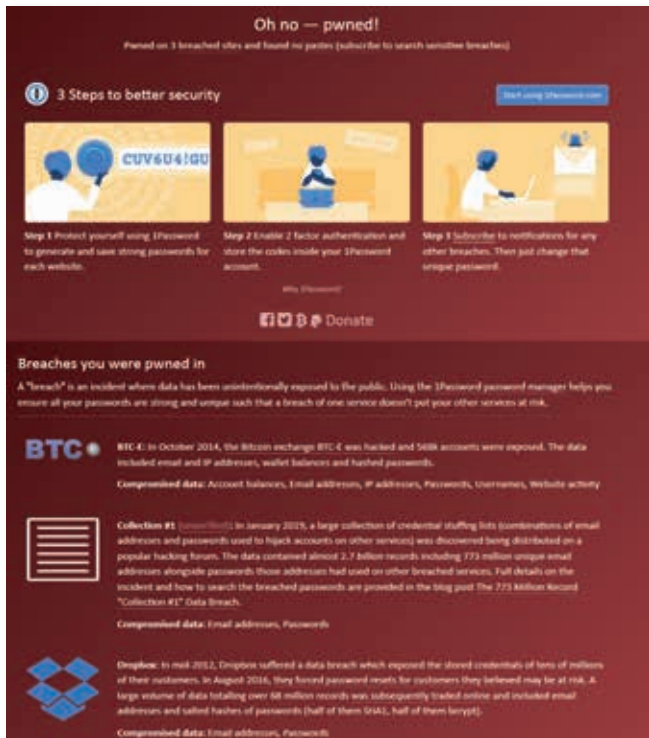 Oh no — pwned!
Pwned on 3 breached sites and found no pastes (subscribe to search sensitive breaches)
3 Steps to better security
Start using 1Password.com
CUV6U4!GU
Step 1 Protect yourself using 1Password
to generate and save strong passwords for
each website.
Step 2 Enable 2 factor authentication and
store the codes inside your 1Password
account.
Step 3 Subscribe to notifications for any
other breaches. Then just change that
unique password.
Why 1Password?
Donate
Breaches you were pwned in
A "breach" is an incident where data has been unintentionally exposed to the public. Using the 1Password password manager helps you
ensure all your passwords are strong and unique such that a breach of one service doesn't put your other services at risk.
BTC
BTC-E: In October 2014, the Bitcoin exchange BTC-E was hacked and 568k accounts were exposed. The data
included email and IP addresses, wallet balances and hashed passwords.
Compromised data: Account balances, Email addresses, IP addresses, Passwords, Usernames, Website activity
Collection #1 (unverified): In January 2019, a large collection of credential stuffing lists (combinations of email
addresses and passwords used to hijack accounts on other services) was discovered being distributed on a
popular hacking forum. The data contained almost 2.7 billion records including 773 million unique email
addresses alongside passwords those addresses had used on other breached services. Full details on the
incident and how to search the breached passwords are provided in the blog post The 773 Million Record
"Collection #1" Data Breach.
Compromised data: Email addresses, Passwords
Dropbox: In mid-2012, Dropbox suffered a data breach which exposed the stored credentials of tens of millions
of their customers. In August 2016, they forced password resets for customers they believed may be at risk. A
large volume of data totalling over 68 million records was subsequently traded online and included email
addresses and salted hashes of passwords (half of them SHA1, half of them bcrypt).
Compromised data: Email addresses, Passwords